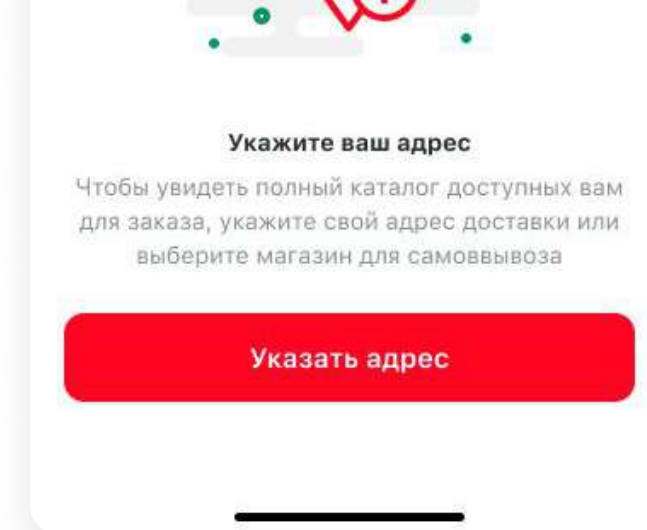 Укажите ваш адрес
Чтобы увидеть полный каталог доступных вам
для заказа, укажите свой адрес доставки или
выберите магазин для самоввывоза
Указать адрес